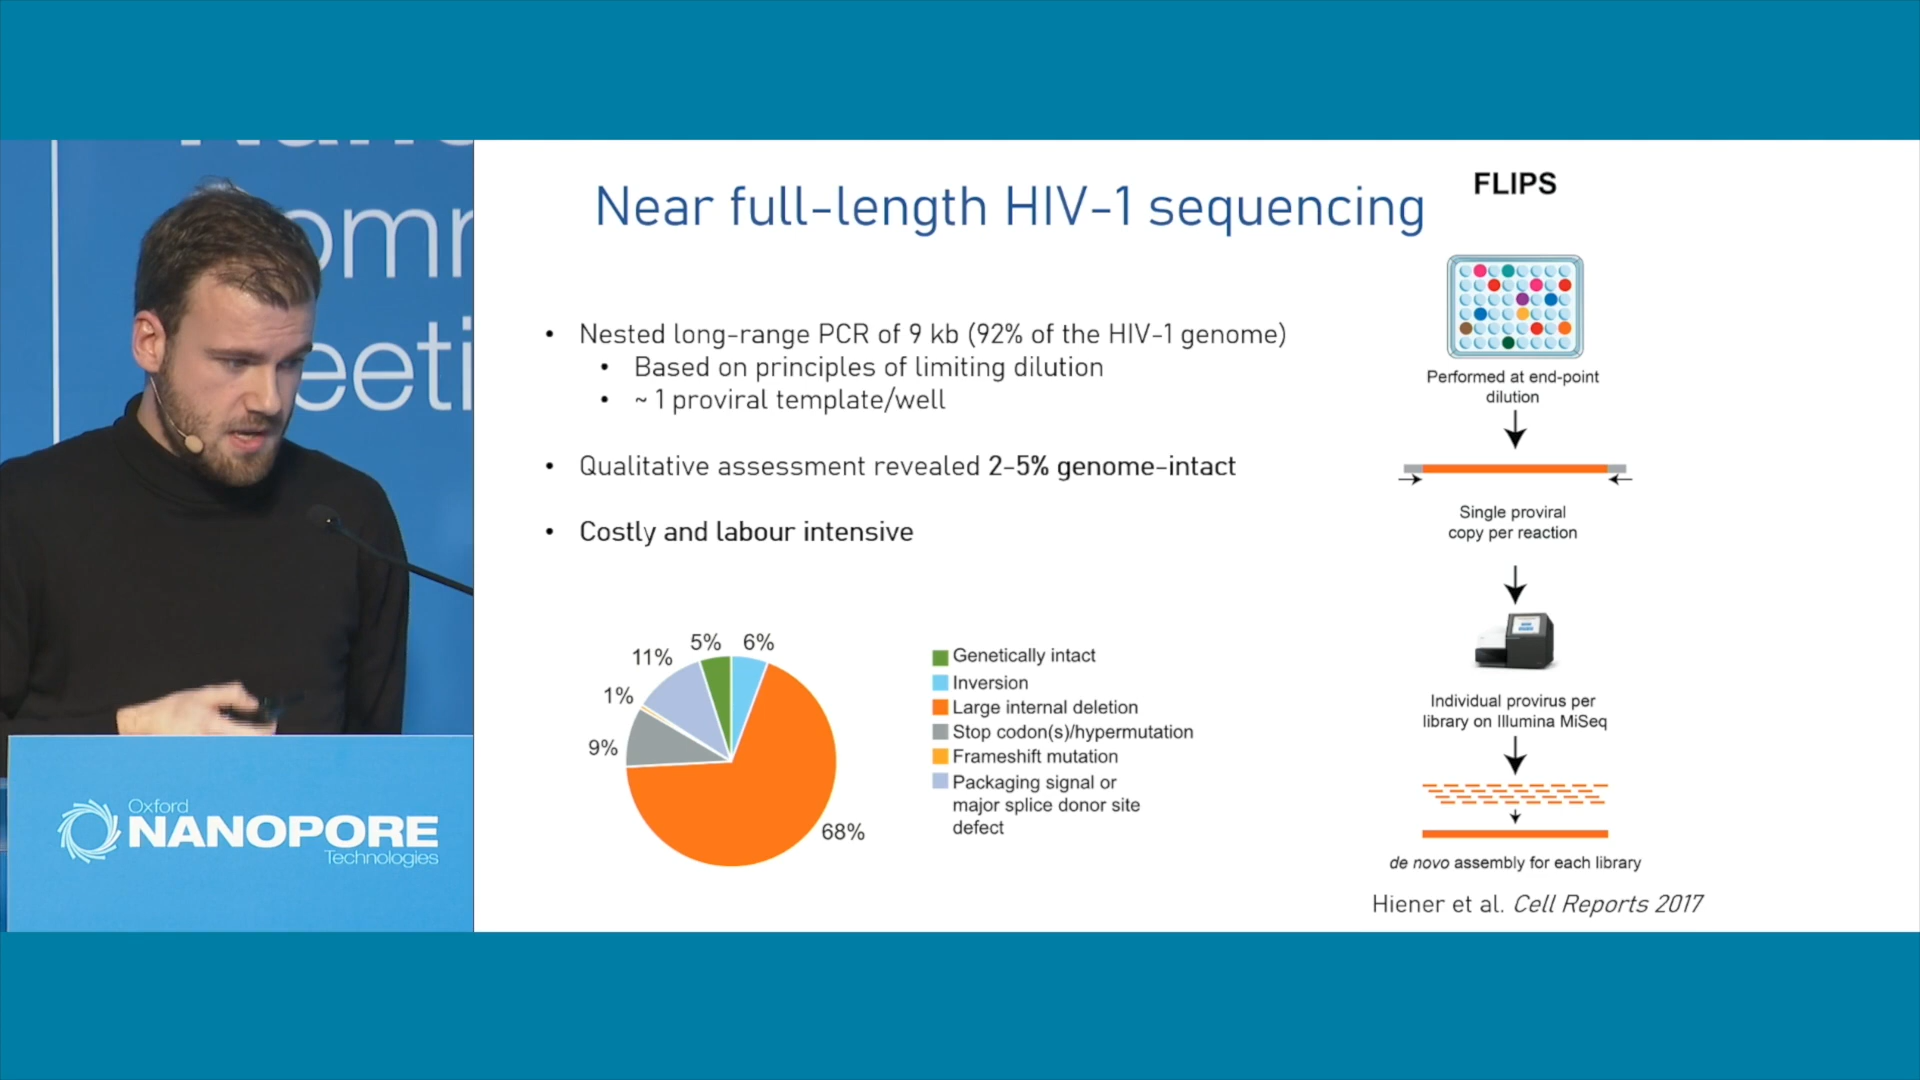 Near full-length HIV-1 sequencing
• Nested long-range PCR of 9 kb (92% of the HIV-1 genome)
• Based on principles of limiting dilution
• ~ 1 proviral template/well
• Qualitative assessment revealed 2-5% genome-intact
• Costly and labour intensive
5%
6%
11%
1%
9%
68%
Genetically intact
Inversion
Large internal deletion
Stop codon(s)/hypermutation
Frameshift mutation
Packaging signal or
major splice donor site
defect
FLIPS
Performed at end-point
dilution
Single proviral
copy per reaction
Individual provirus per
library on Illumina MiSeq
de novo assembly for each library
Hiener et al. Cell Reports 2017
Oxford
NANOPORE
Technologies